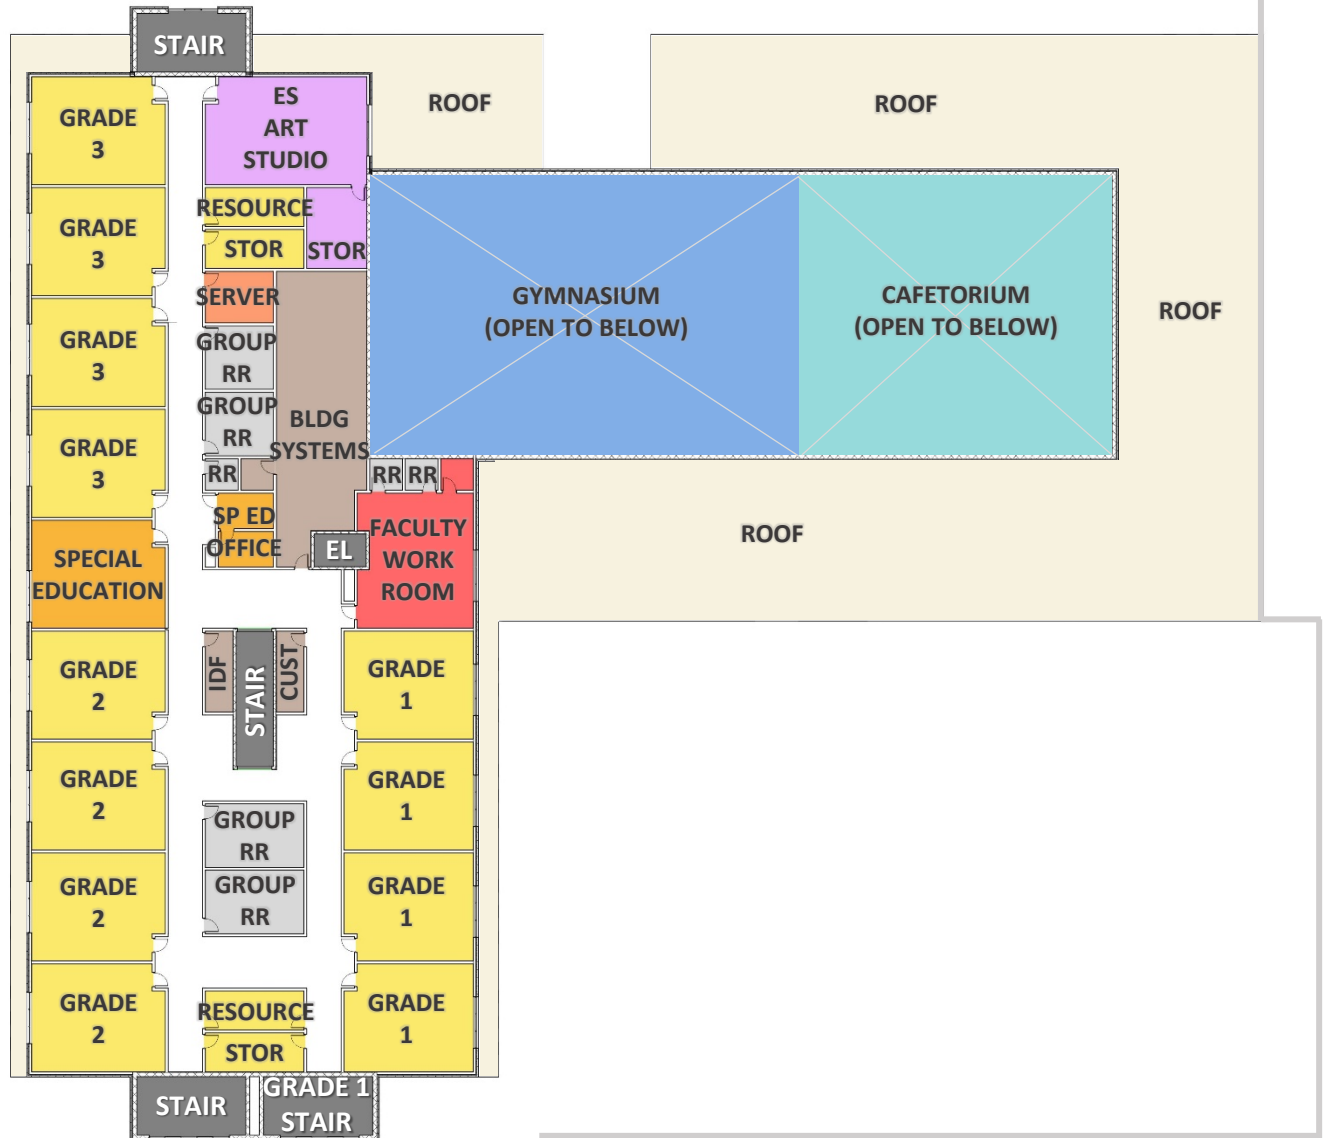 STAIR
GRADE
3
ES
ART
STUDIO
ROOF
ROOF
GRADE
3
RESOURCE
STOR
STOR
GRADE
3
SERVER
GROUP
RR
GYMNASIUM
(OPEN TO BELOW)
CAFETORIUM
(OPEN TO BELOW)
ROOF
GRADE
3
GROUP
RR
BLDG
SYSTEMS
RR
RR
RR
SPECIAL
EDUCATION
SP ED
OFFICE
EL
FACULTY
WORK
ROOM
ROOF
GRADE
2
IDF
STAIR
CUST
GRADE
1
GRADE
2
GRADE
1
GROUP
RR
GRADE
2
GROUP
RR
GRADE
1
GRADE
2
RESOURCE
STOR
GRADE
1
STAIR
GRADE 1
STAIR